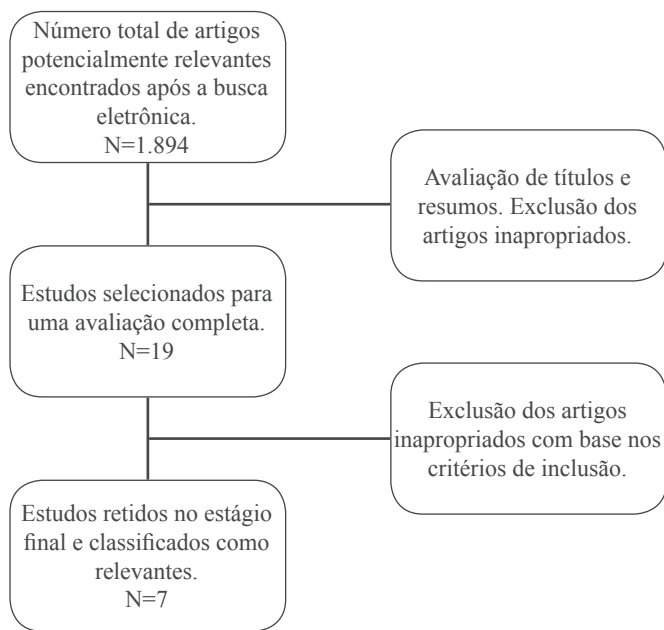 Número total de artigos
potencialmente relevantes
encontrados após a busca
eletrônica.
N=1.894
Avaliação de títulos e
resumos. Exclusão dos
artigos inapropriados.
Estudos selecionados para
uma avaliação completa.
N=19
Exclusão dos artigos
inapropriados com base nos
critérios de inclusão.
Estudos retidos no estágio
final e classificados como
relevantes.
N=7